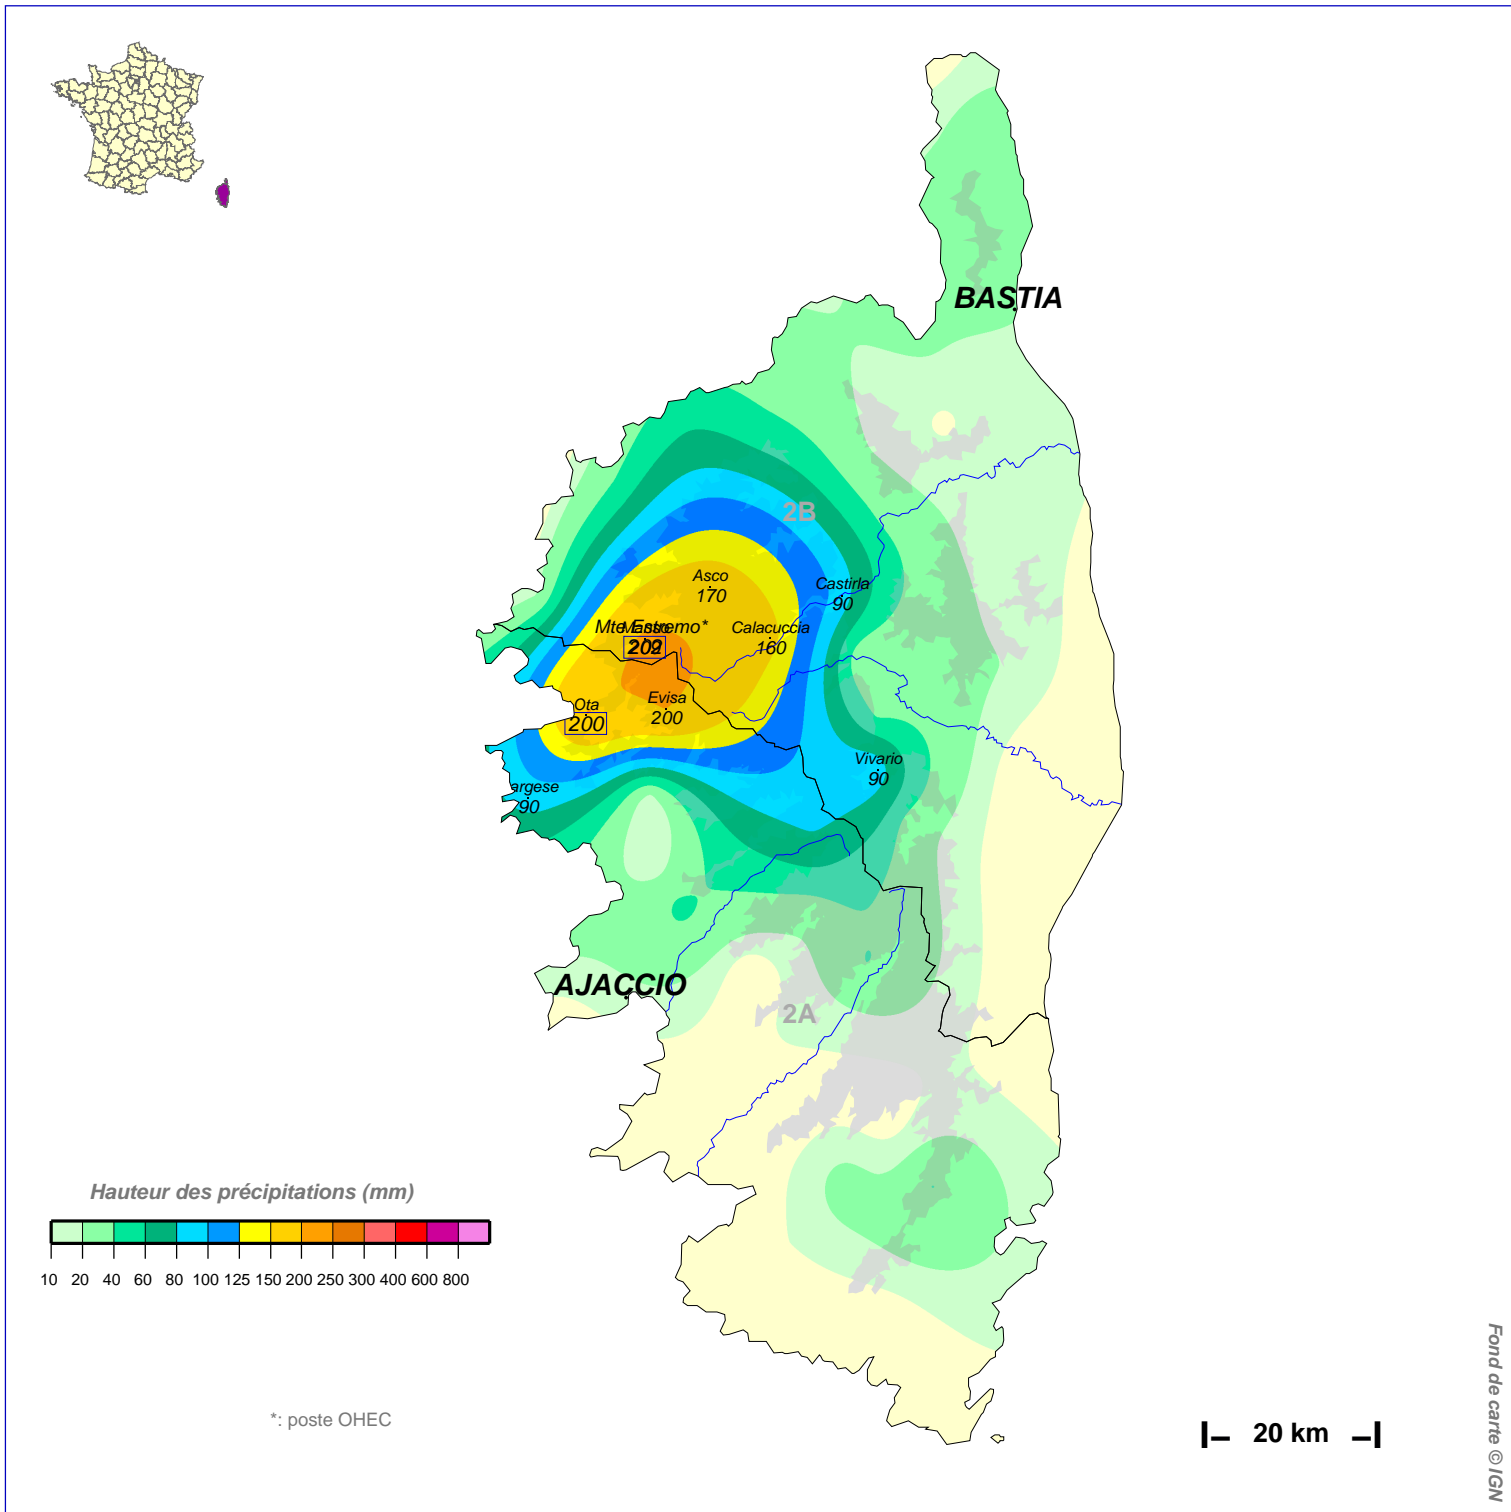 BASTIA
2B
Asco
170
Castirla
90
Mte Estremo*
Calacuccia
160
Ota
200
Evisa
200
Vivario
90
argese
90
AJACCIO
2A
Hauteur des précipitations (mm)
10 20 40 60 80 100 125 150 200 250 300 400 600 800
*: poste OHEC
20 km
Fond de carte © IGN